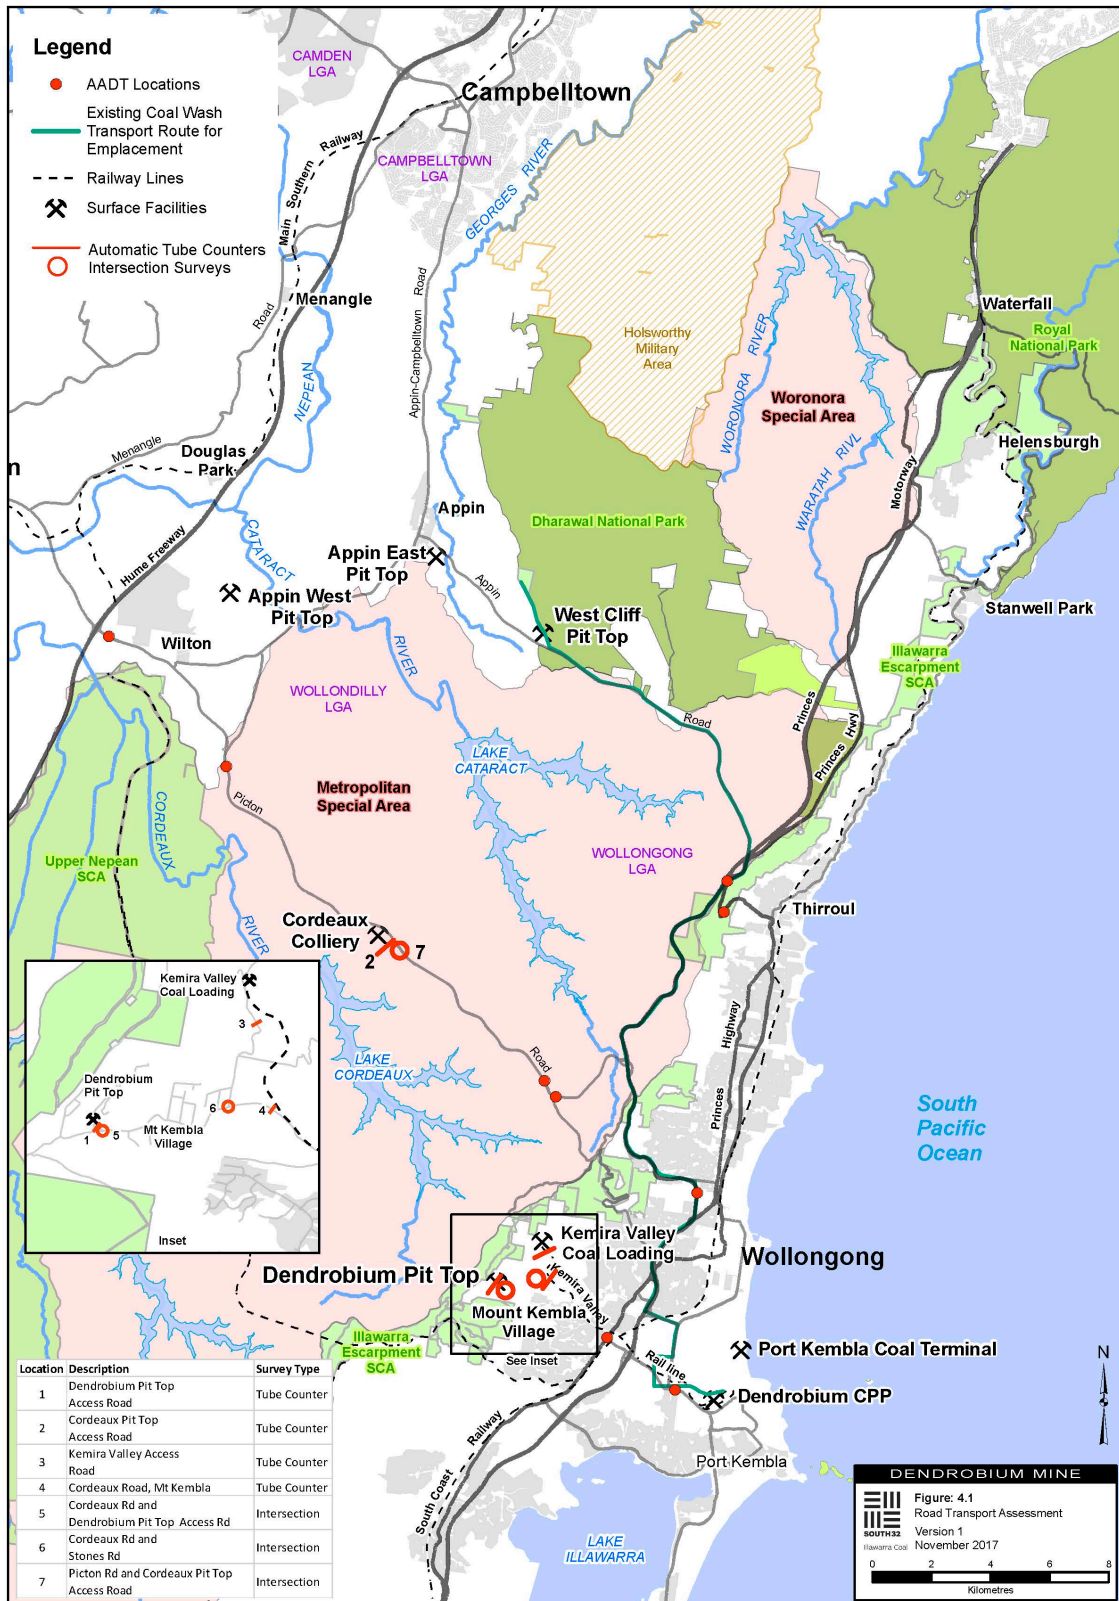 Legend
AADT Locations
Existing Coal Wash
Transport Route for
Emplacement
Railway Lines
Surface Facilities
Automatic Tube Counters
Intersection Surveys
CAMDEN
LGA
Campbelltown
Main Southern Railway
CAMPBELLTOWN
LGA
GEORGES RIVER
Menangle
Road
NEPEAN
Appin-Campbelltown Road
Holsworthy
Military
Area
WORONORA RIVER
Woronora
Special Area
Waterfall
Royal
National Park
Menangle
Douglas
Park
n
Helensburgh
WARATAH RIVL
Motorway
Appin
Dharawal National Park
Hume Freeway
CATARACT
Appin East
Pit Top
Appin
Appin West
Pit Top
West Cliff
Pit Top
Stanwell Park
Wilton
RIVER
Illawarra
Escarpment
SCA
WOLLONDILLY
LGA
Road
Princes
Princes Hwy
LAKE
CATARACT
Metropolitan
Special Area
Picton
CORDEAUX
Upper Nepean
SCA
WOLLONGONG
LGA
Thirroul
Cordeaux
Colliery
2
7
RIVER
Kemira Valley
Coal Loading
3
Highway
Road
LAKE
CORDEAUX
Dendrobium
Pit Top
6
4
1
5
Mt Kembla
Village
Princes
South
Pacific
Ocean
Inset
Kemira Valley
Coal Loading
Wollongong
Dendrobium Pit Top
Kemira Valley
Mount Kembla
Village
Illawarra
Escarpment
SCA
See Inset
Rail line
Port Kembla Coal Terminal
N
Dendrobium CPP
Location Description Survey Type
1 Dendrobium Pit Top
Access Road Tube Counter
2 Cordeaux Pit Top
Access Road Tube Counter
3 Kemira Valley Access
Road Tube Counter
4 Cordeaux Road, Mt Kembla Tube Counter
5 Cordeaux Rd and
Dendrobium Pit Top Access Rd Intersection
6 Cordeaux Rd and
Stones Rd Intersection
7 Picton Rd and Cordeaux Pit Top
Access Road Intersection
South Coast Railway
Port Kembla
LAKE
ILLAWARRA
DENDROBIUM MINE
SOUTH32
Illawarra Coal
Figure: 4.1
Road Transport Assessment
Version 1
November 2017
0 2 4 6 8
Kilometres